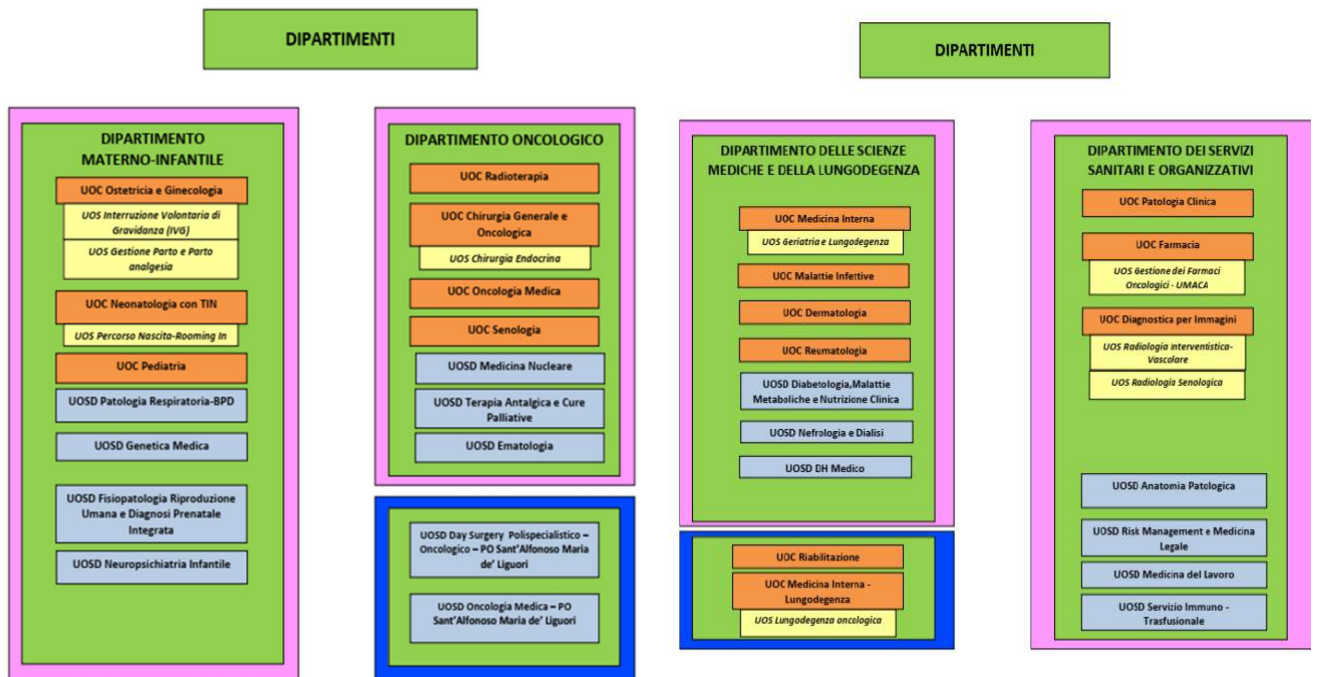 DIPARTIMENTI
DIPARTIMENTO
MATERNO-INFANTILE
UOC Ostetricia e Ginecologia
UOS Interruzione Volontaria di
Gravidanza (IVG)
UOS Gestione Parto e Parto
analgesia
UOC Neonatologia con TIN
UOS Percorso Nascita-Rooming In
UOC Pediatria
UOSD Patologia Respiratoria-BPD
UOSD Genetica Medica
UOSD Fisiopatologia Riproduzione
Umana e Diagnosi Prenatale
Integrata
UOSD Neuropsichiatria Infantile
DIPARTIMENTO ONCOLOGICO
UOC Radioterapia
UOC Chirurgia Generale e
Oncologica
UOS Chirurgia Endocrina
UOC Oncologia Medica
UOC Senologia
UOSD Medicina Nucleare
UOSD Terapia Antalgica e Cure
Palliative
UOSD Ematologia
UOSD Day Surgery Polispecialistico –
Oncologico – PO Sant'Alfonoso Maria
de' Liguori
UOSD Oncologia Medica – PO
Sant'Alfonoso Maria de' Liguori
DIPARTIMENTI
DIPARTIMENTO DELLE SCIENZE
MEDICHE E DELLA LUNGODEGENZA
UOC Medicina Interna
UOS Geriatria e Lungodegenza
UOC Malattie Infettive
UOC Dermatologia
UOC Reumatologia
UOSD Diabetologia,Malattie
Metaboliche e Nutrizione Clinica
UOSD Nefrologia e Dialisi
UOSD DH Medico
UOC Riabilitazione
UOC Medicina Interna -
Lungodegenza
UOS Lungodegenza oncologica
DIPARTIMENTO DEI SERVIZI
SANITARI E ORGANIZZATIVI
UOC Patologia Clinica
UOC Farmacia
UOS Gestione dei Farmaci
Oncologici - UMACA
UOC Diagnostica per Immagini
UOS Radiologia Interventistica-
Vascolare
UOS Radiologia Senologica
UOSD Anatomia Patologica
UOSD Risk Management e Medicina
Legale
UOSD Medicina del Lavoro
UOSD Servizio Immuno -
Trasfusionale